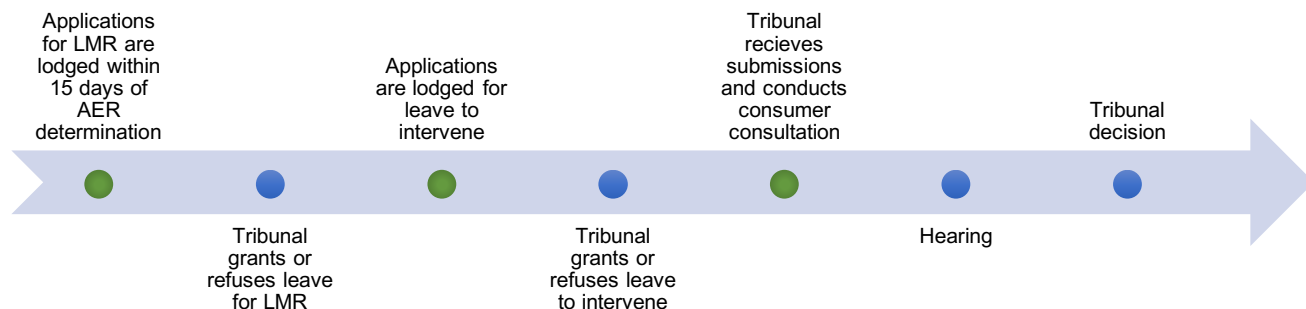 Applications
for LMR are
lodged within
15 days of
AER
determination
Tribunal
grants or
refuses leave
for LMR
Applications
are lodged for
leave to
intervene
Tribunal
grants or
refuses leave
to intervene
Tribunal
recieves
submissions
and conducts
consumer
consultation
Hearing
Tribunal
decision